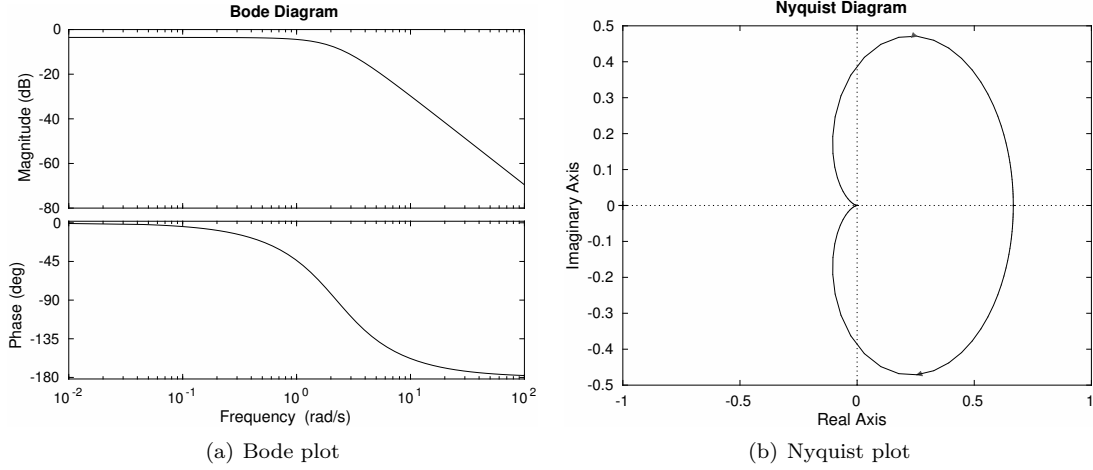 Bode Diagram
Magnitude (dB)
0
-20
-40
-60
-80
Phase (deg)
0
-45
-90
-135
-180
10^-2 10^-1 10^0 10^1 10^2
Frequency (rad/s)
(a) Bode plot
Nyquist Diagram
Imaginary Axis
0.5
0.4
0.3
0.2
0.1
0
-0.1
-0.2
-0.3
-0.4
-0.5
-1 -0.5 0 0.5 1
Real Axis
(b) Nyquist plot